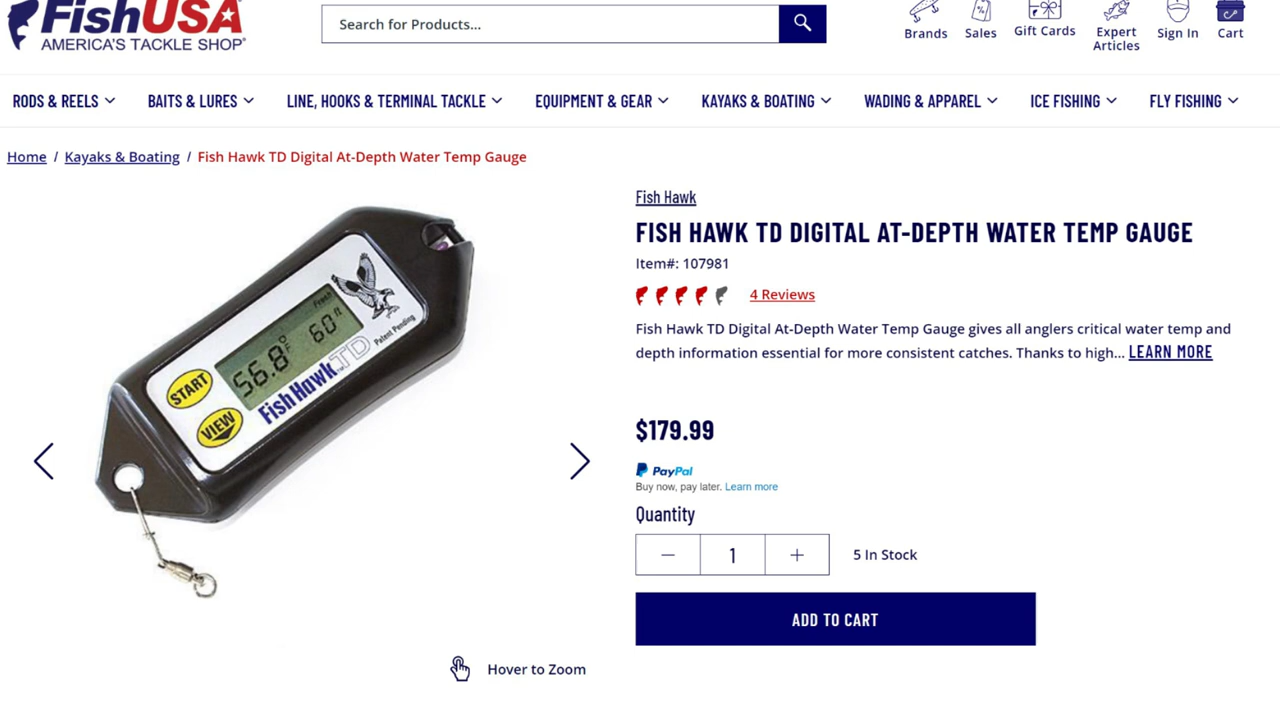 FishUSA
AMERICA'S TACKLE SHOP®
Search for Products...
Brands
Sales
Gift Cards
Expert
Articles
Sign In
Cart
RODS & REELS
BAITS & LURES
LINE, HOOKS & TERMINAL TACKLE
EQUIPMENT & GEAR
KAYAKS & BOATING
WADING & APPAREL
ICE FISHING
FLY FISHING
Home / Kayaks & Boating / Fish Hawk TD Digital At-Depth Water Temp Gauge
Fresh
56.8°F 60ft
START
VIEW
Fish Hawk TD
Patent Pending
Hover to Zoom
Fish Hawk
FISH HAWK TD DIGITAL AT-DEPTH WATER TEMP GAUGE
Item#: 107981
4 Reviews
Fish Hawk TD Digital At-Depth Water Temp Gauge gives all anglers critical water temp and
depth information essential for more consistent catches. Thanks to high... LEARN MORE
$179.99
PayPal
Buy now, pay later. Learn more
Quantity
− 1 + 5 In Stock
ADD TO CART